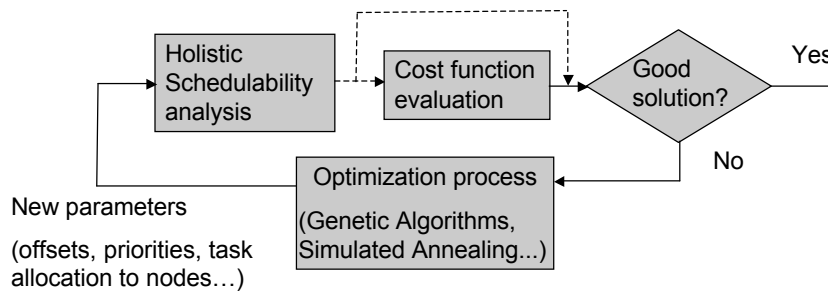 Holistic
Schedulability
analysis
Cost function
evaluation
Good
solution?
Yes
No
Optimization process
(Genetic Algorithms,
Simulated Annealing...)
New parameters
(offsets, priorities, task
allocation to nodes…)